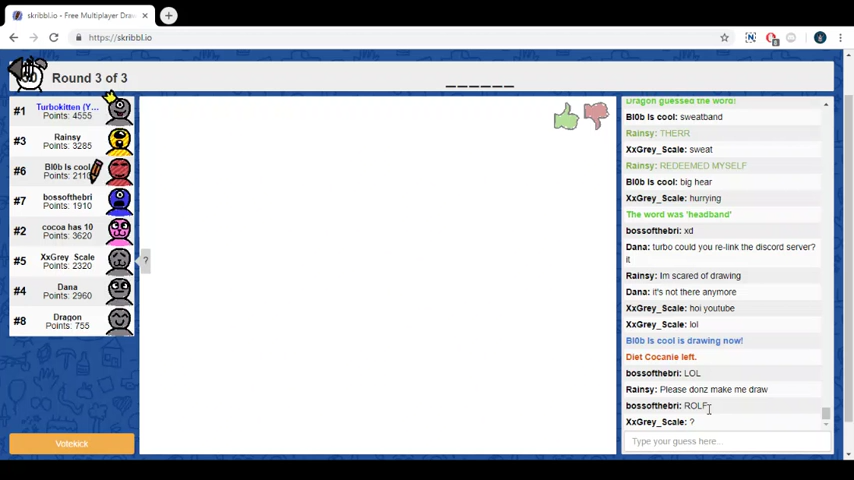 skribbl.io - Free Multiplayer Dra
https://skribbl.io
Round 3 of 3
______
#1 Turbokitten (Y...
Points: 4555
#3 Rainsy
Points: 3285
#6 Bl0b Is cool
Points: 2110
#7 bossofthebri
Points: 1910
#2 cocoa has 10
Points: 3620
#5 XxGrey_Scale
Points: 2320
#4 Dana
Points: 2960
#8 Dragon
Points: 755
Votekick
?
Dragon guessed the word!
Bl0b Is cool: sweatband
Rainsy: THERR
XxGrey_Scale: sweat
Rainsy: REDEEMED MYSELF
Bl0b Is cool: big hear
XxGrey_Scale: hurrying
The word was 'headband'
bossofthebri: xd
Dana: turbo could you re-link the discord server?
it
Rainsy: Im scared of drawing
Dana: it's not there anymore
XxGrey_Scale: hoi youtube
XxGrey_Scale: lol
Bl0b Is cool is drawing now!
Diet Cocanie left.
bossofthebri: LOL
Rainsy: Please donz make me draw
bossofthebri: ROLF
XxGrey_Scale: ?
Type your guess here...